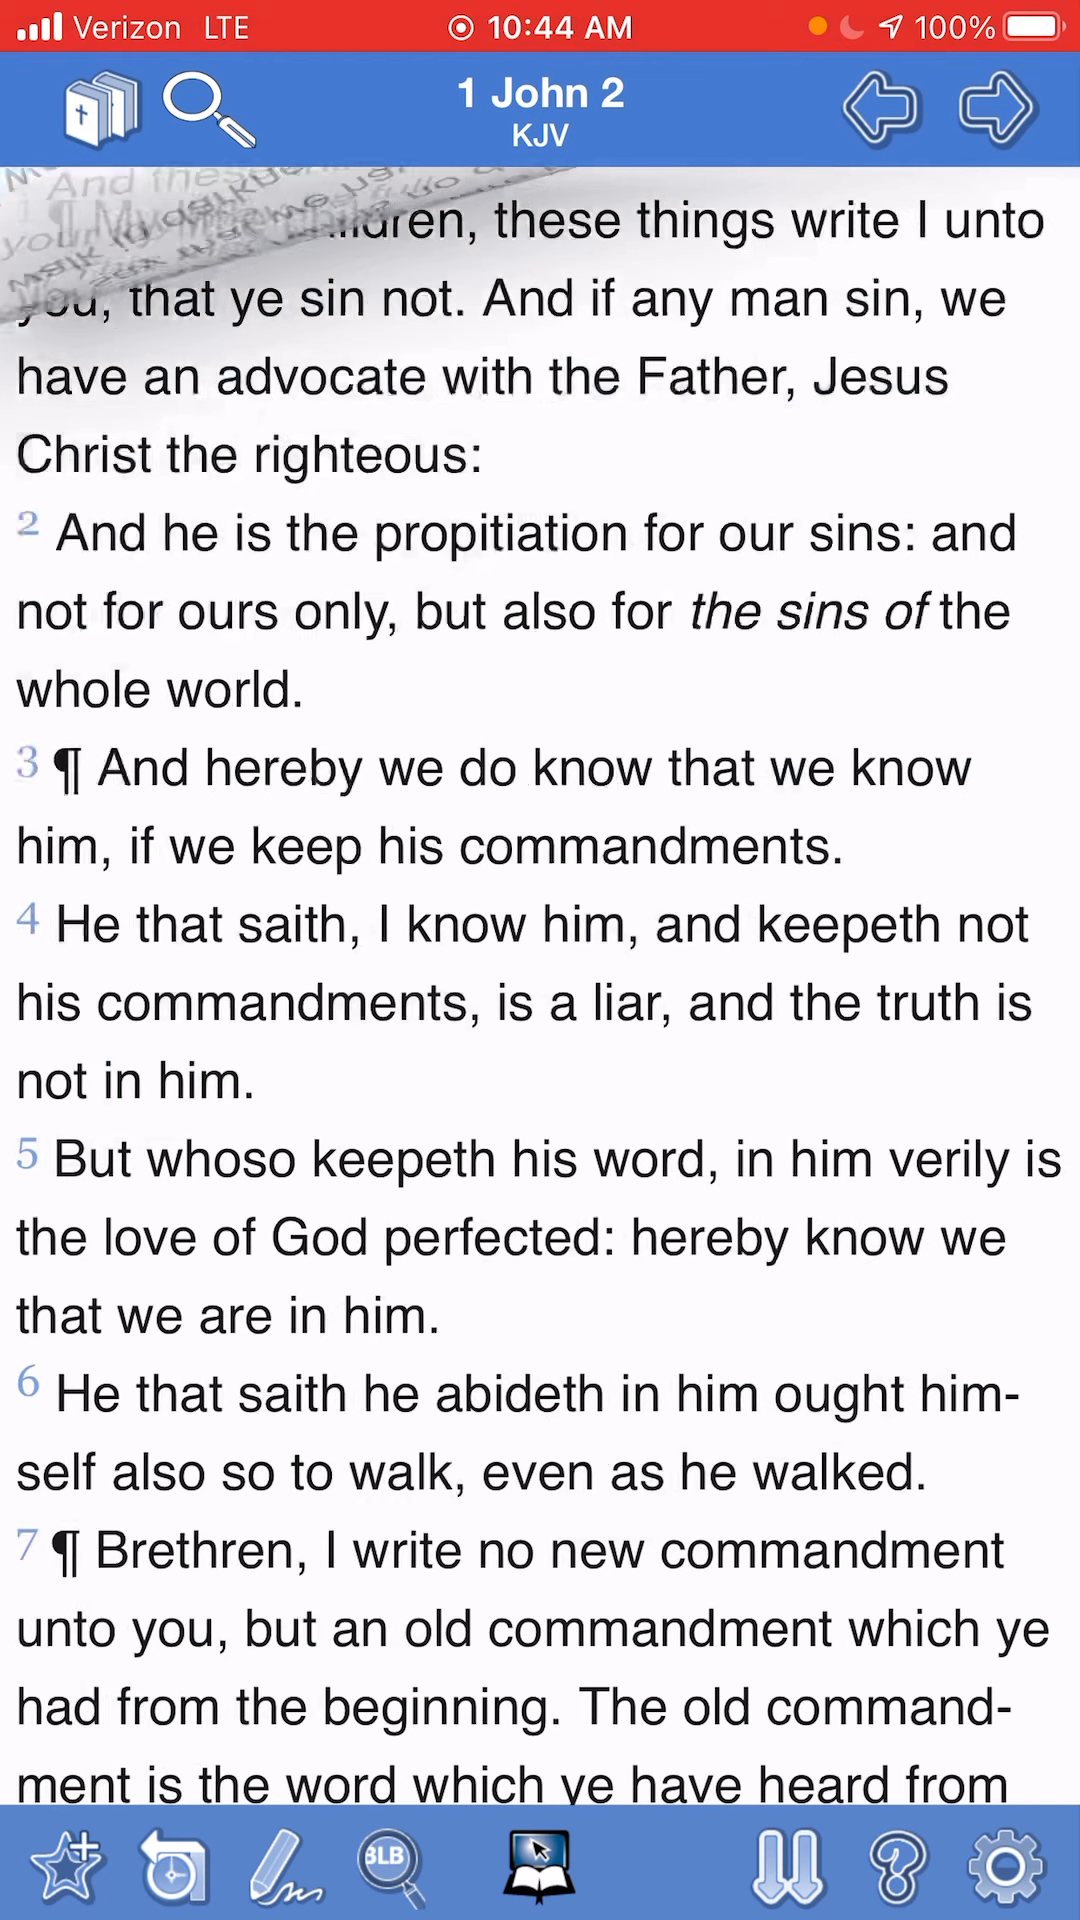 Verizon LTE 10:44 AM 100%
1 John 2
KJV
And these
1 ¶ My little children, these things write I unto
you, that ye sin not. And if any man sin, we
have an advocate with the Father, Jesus
Christ the righteous:
2 And he is the propitiation for our sins: and
not for ours only, but also for the sins of the
whole world.
3 ¶ And hereby we do know that we know
him, if we keep his commandments.
4 He that saith, I know him, and keepeth not
his commandments, is a liar, and the truth is
not in him.
5 But whoso keepeth his word, in him verily is
the love of God perfected: hereby know we
that we are in him.
6 He that saith he abideth in him ought him-
self also so to walk, even as he walked.
7 ¶ Brethren, I write no new commandment
unto you, but an old commandment which ye
had from the beginning. The old command-
ment is the word which ye have heard from
BLB